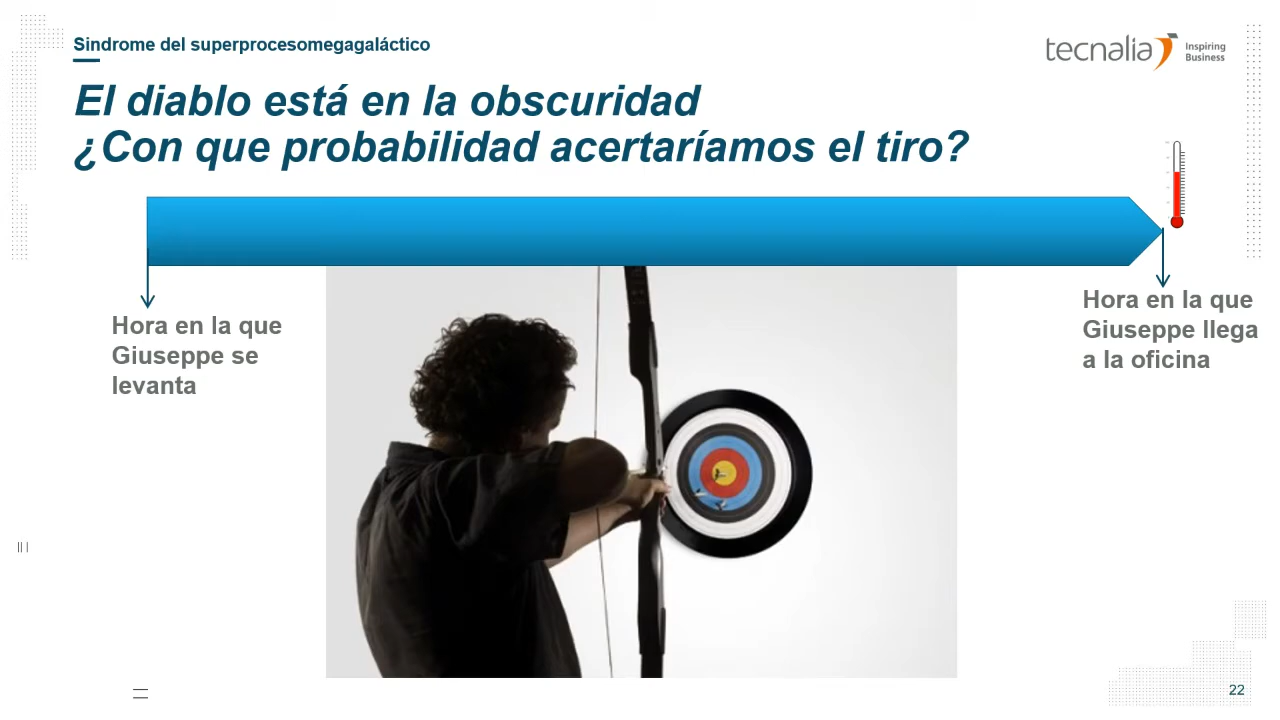 Sindrome del superprocesomegagaláctico
tecnalia Inspiring
Business
El diablo está en la obscuridad
¿Con que probabilidad acertaríamos el tiro?
Hora en la que
Giuseppe se
levanta
Hora en la que
Giuseppe llega
a la oficina
22